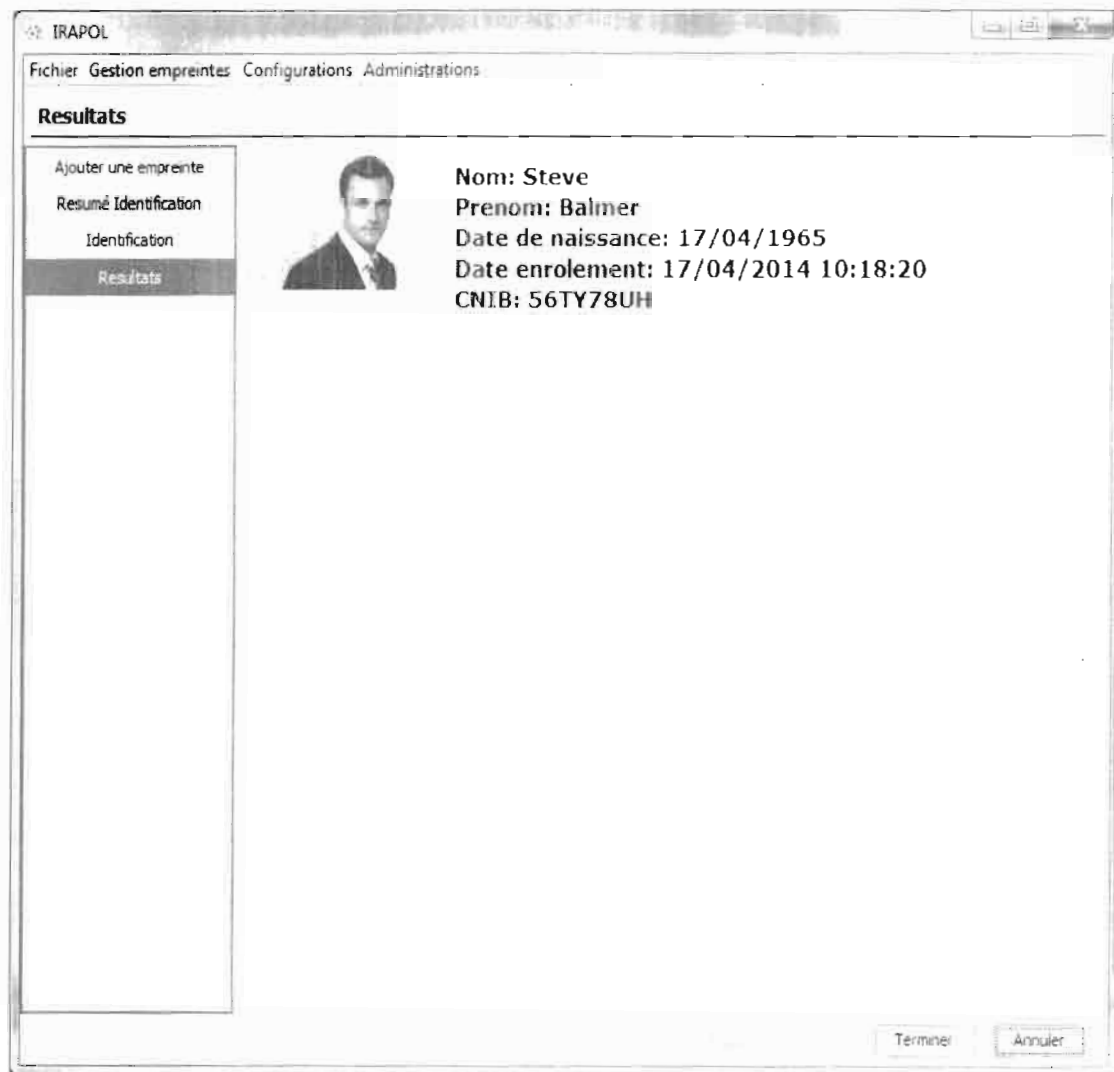 IRAPOL
Fichier Gestion empreintes Configurations Administrations
Resultats
Ajouter une empreinte
Resumé Identification
Identification
Resultats
Nom: Steve
Prenom: Balmer
Date de naissance: 17/04/1965
Date enrolement: 17/04/2014 10:18:20
CNIB: 56TY78UH
Terminer
Annuler